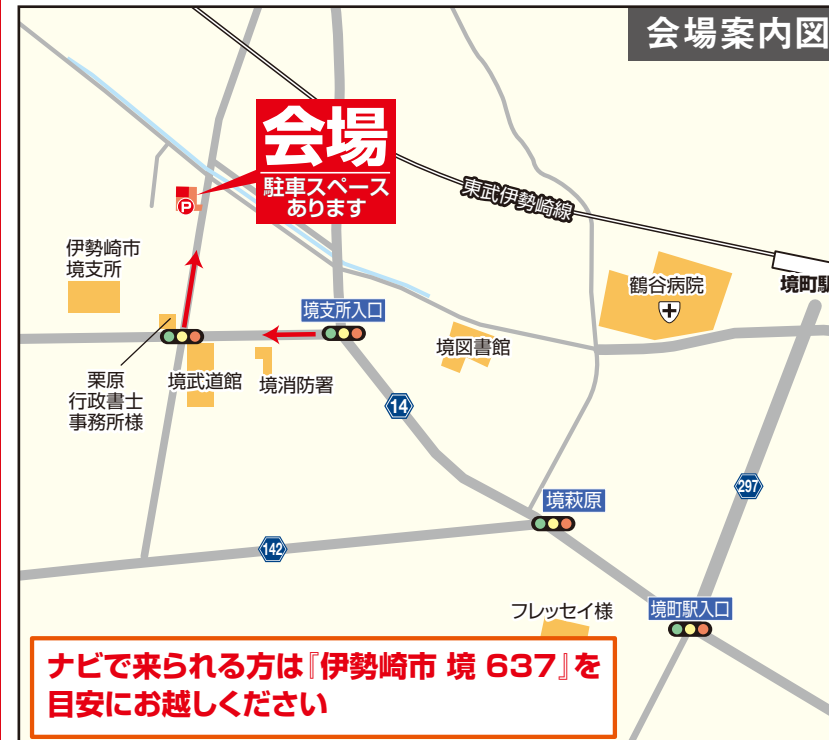 会場案内図
会場
駐車スペース
あります
P
東武伊勢崎線
伊勢崎市
境支所
鶴谷病院
境町駅
境支所入口
境図書館
栗原
行政書士
事務所様
境武道館
境消防署
14
297
境萩原
142
フレッセイ様
境町駅入口
ナビで来られる方は『伊勢崎市 境 637』を
目安にお越しください